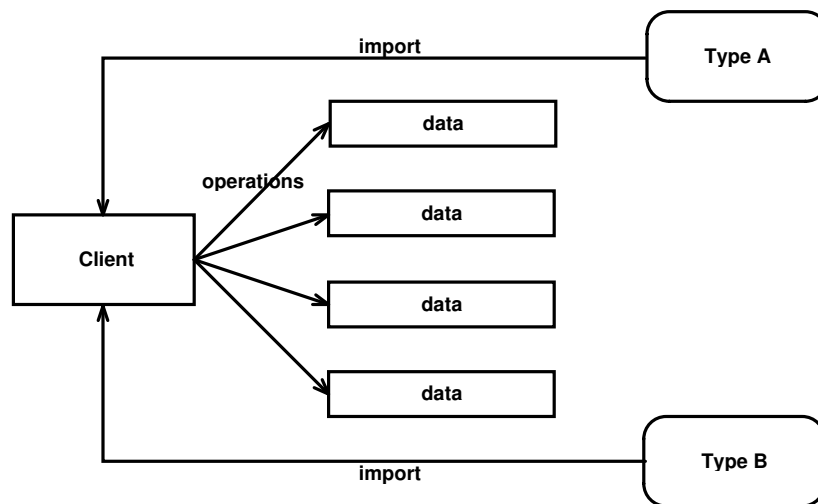 import
Type A
data
operations
data
Client
data
data
Type B
import